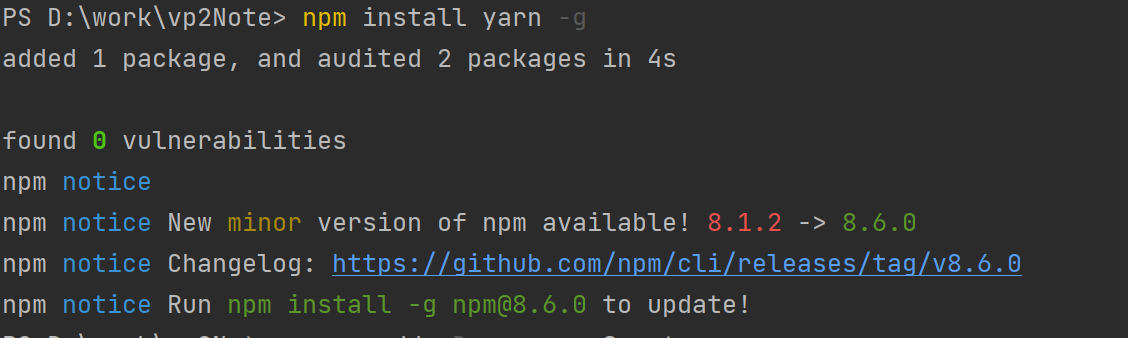 PS D:\work\vp2Note> npm install yarn -g
added 1 package, and audited 2 packages in 4s
found 0 vulnerabilities
npm notice
npm notice New minor version of npm available! 8.1.2 -> 8.6.0
npm notice Changelog: https://github.com/npm/cli/releases/tag/v8.6.0
npm notice Run npm install -g npm@8.6.0 to update!